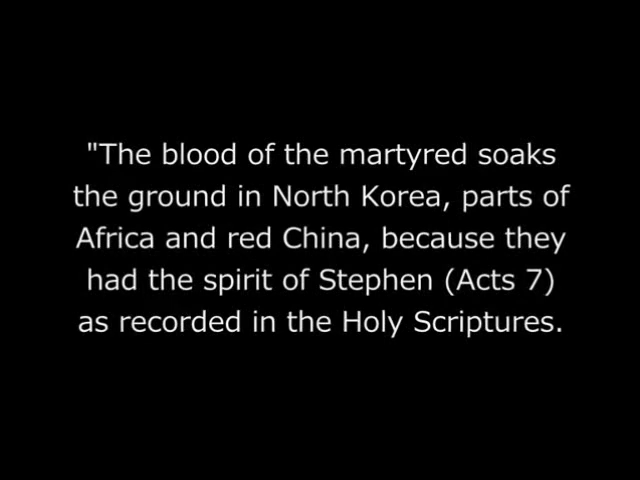 "The blood of the martyred soaks
the ground in North Korea, parts of
Africa and red China, because they
had the spirit of Stephen (Acts 7)
as recorded in the Holy Scriptures.